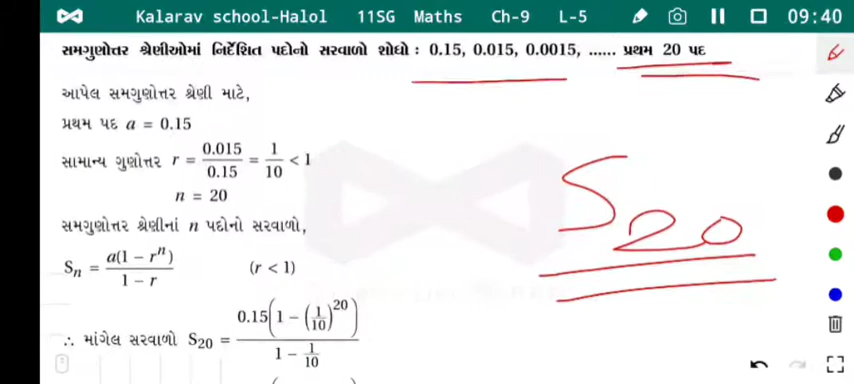 Kalarav school-Halol 11SG Maths Ch-9 L-5 09:40
સમગુણોત્તર શ્રેણીઓમાં નિર્દેશિત પદોનો સરવાળો શોધો : 0.15, 0.015, 0.0015, ...... પ્રથમ 20 પદ
આપેલ સમગુણોત્તર શ્રેણી માટે,
પ્રથમ પદ a = 0.15
સામાન્ય ગુણોત્તર r = 0.015/0.15 = 1/10 < 1
n = 20
સમગુણોત્તર શ્રેણીનાં n પદોનો સરવાળો,
Sₙ = a(1 − rⁿ)/(1 − r) (r < 1)
∴ માંગેલ સરવાળો S₂₀ = 0.15(1 − (1/10)²⁰)/(1 − 1/10)
S₂₀